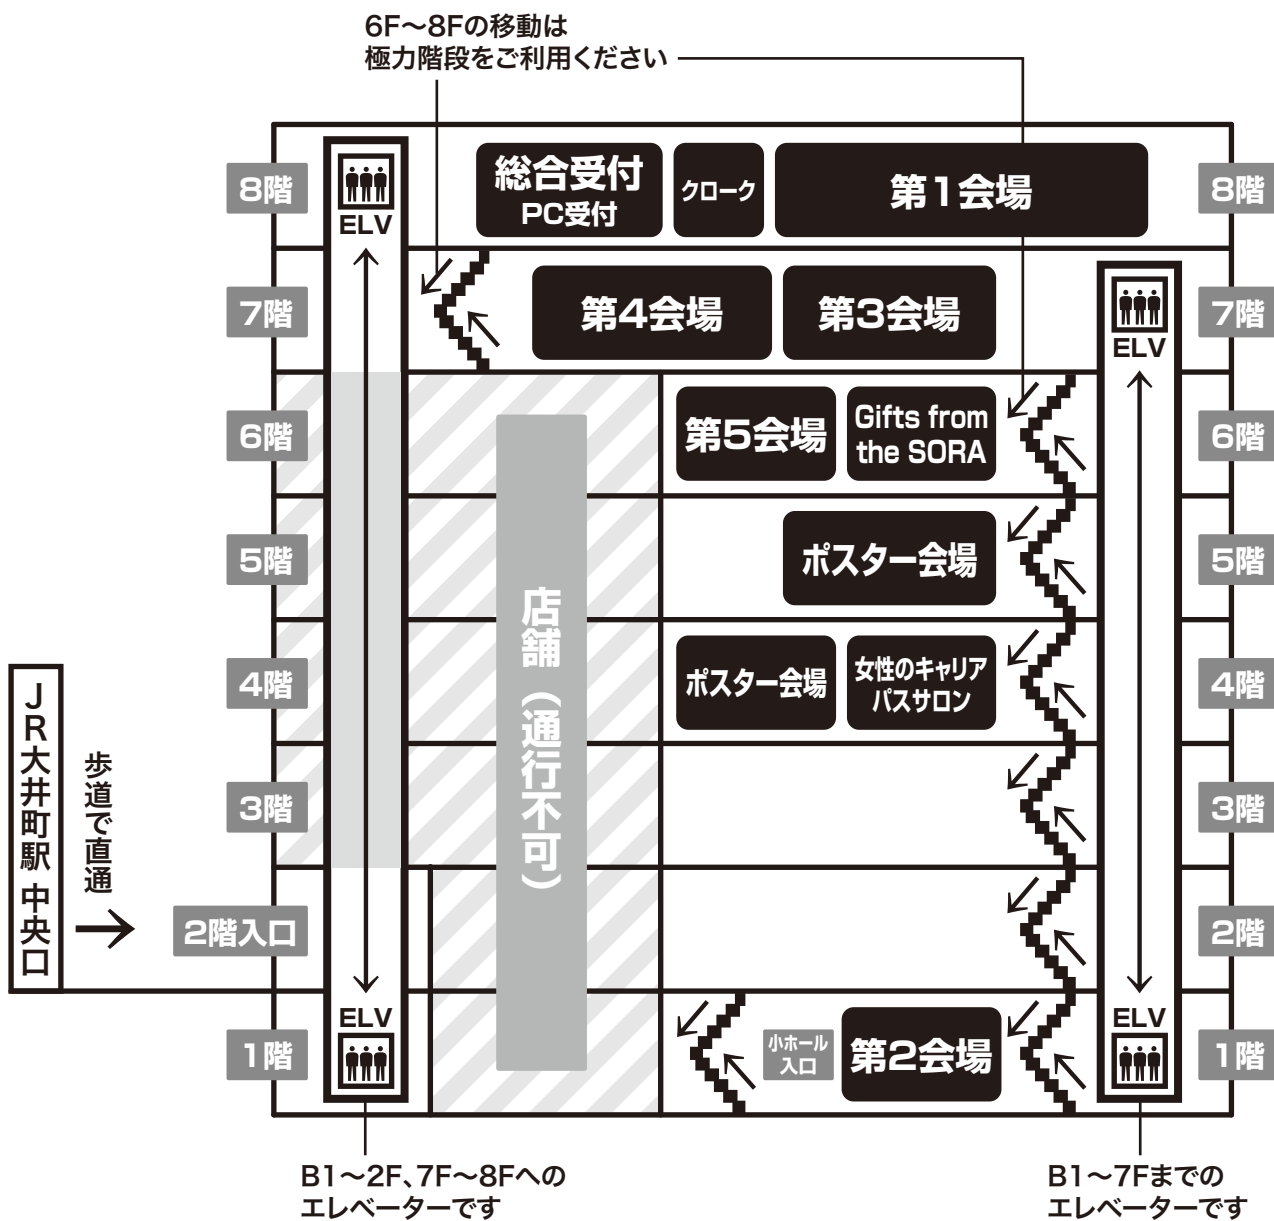 6F〜8Fの移動は
極力階段をご利用ください
8階
ELV
総合受付
PC受付
クローク
第1会場
8階
7階
第4会場
第3会場
ELV
7階
6階
第5会場
Gifts from
the SORA
6階
5階
ポスター会場
5階
店舗（通行不可）
4階
ポスター会場
女性のキャリア
パスサロン
4階
JR大井町駅 中央口
歩道で直通
3階
3階
2階入口
2階
1階
ELV
小ホール
入口
第2会場
ELV
1階
B1〜2F、7F〜8Fへの
エレベーターです
B1〜7Fまでの
エレベーターです